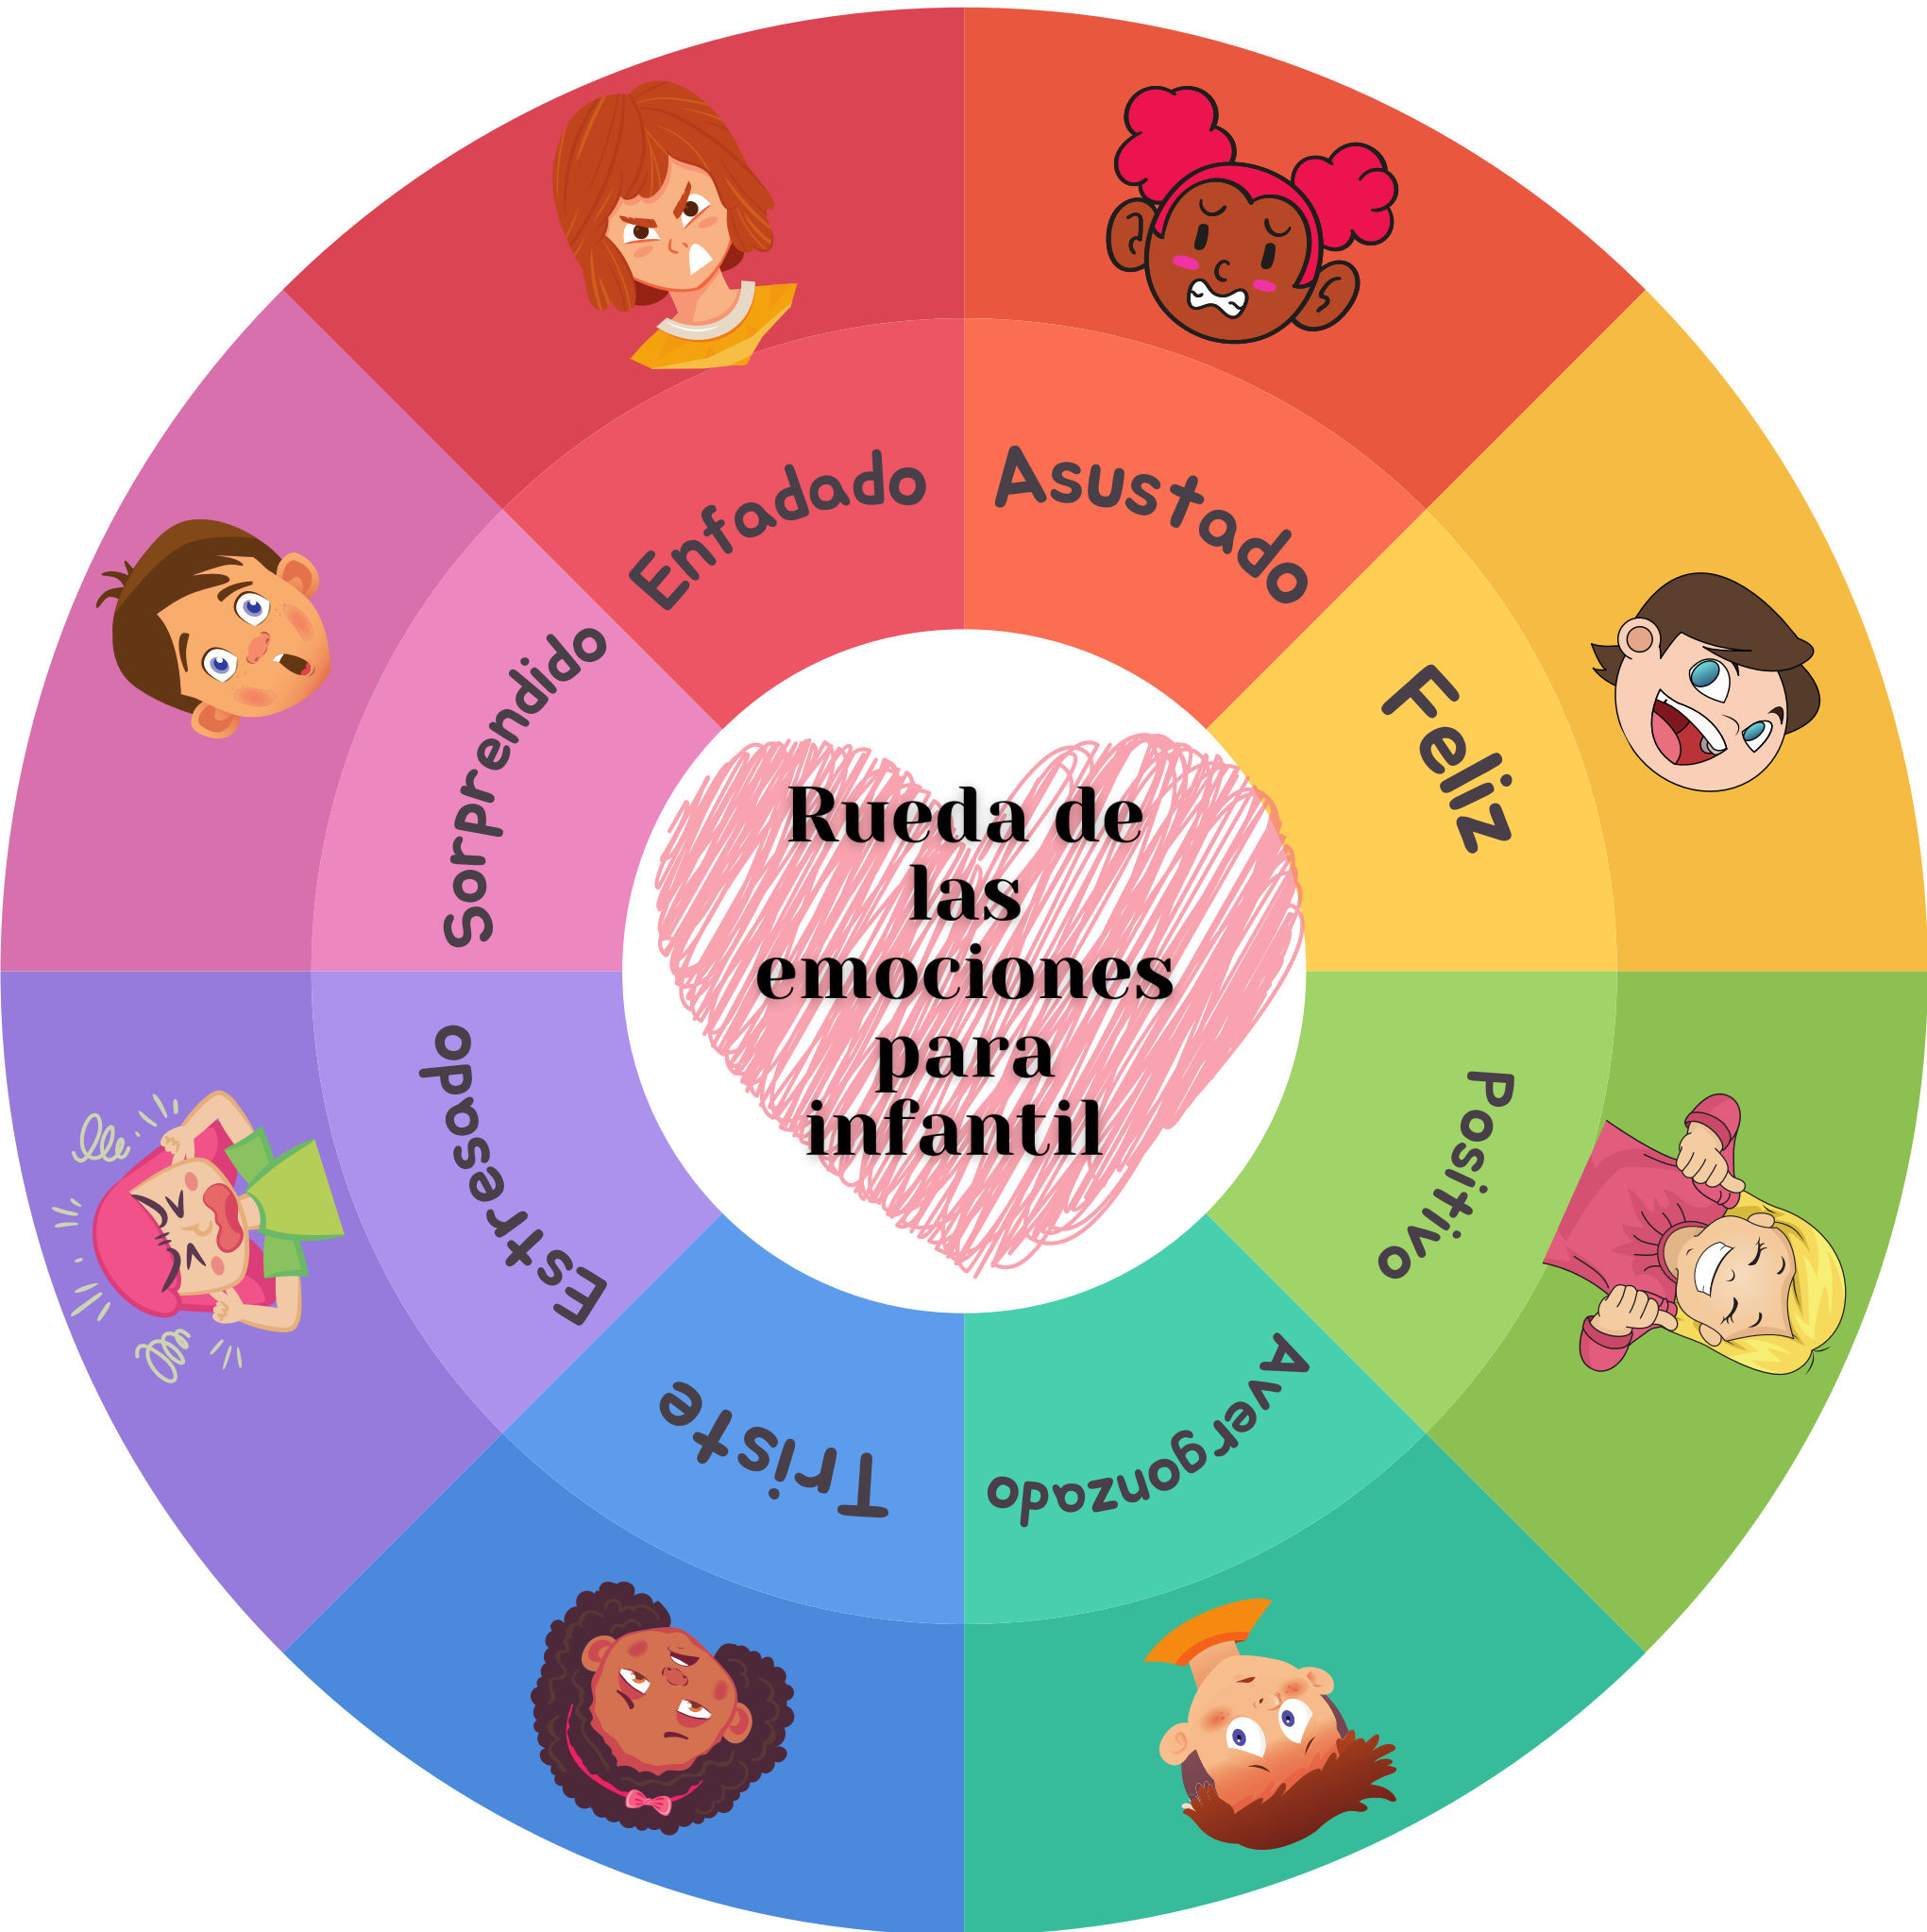 Rueda de
las
emociones
para
infantil
Asustado
Feliz
Positivo
Avergonzado
Triste
Estresado
Sorprendido
Enfadado